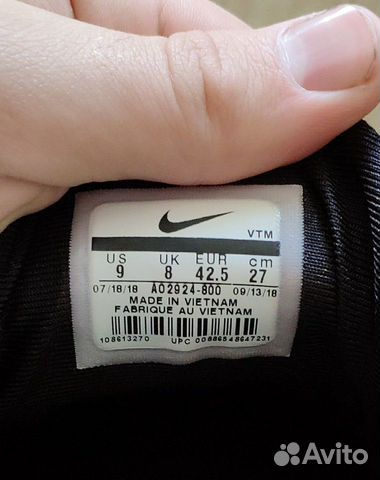 VTM
US UK EUR cm
9 8 42.5 27
07/18/18 AO2924-800 09/13/18
MADE IN VIETNAM
FABRIQUE AU VIETNAM
108613270 UPC 00886548647231
Avito